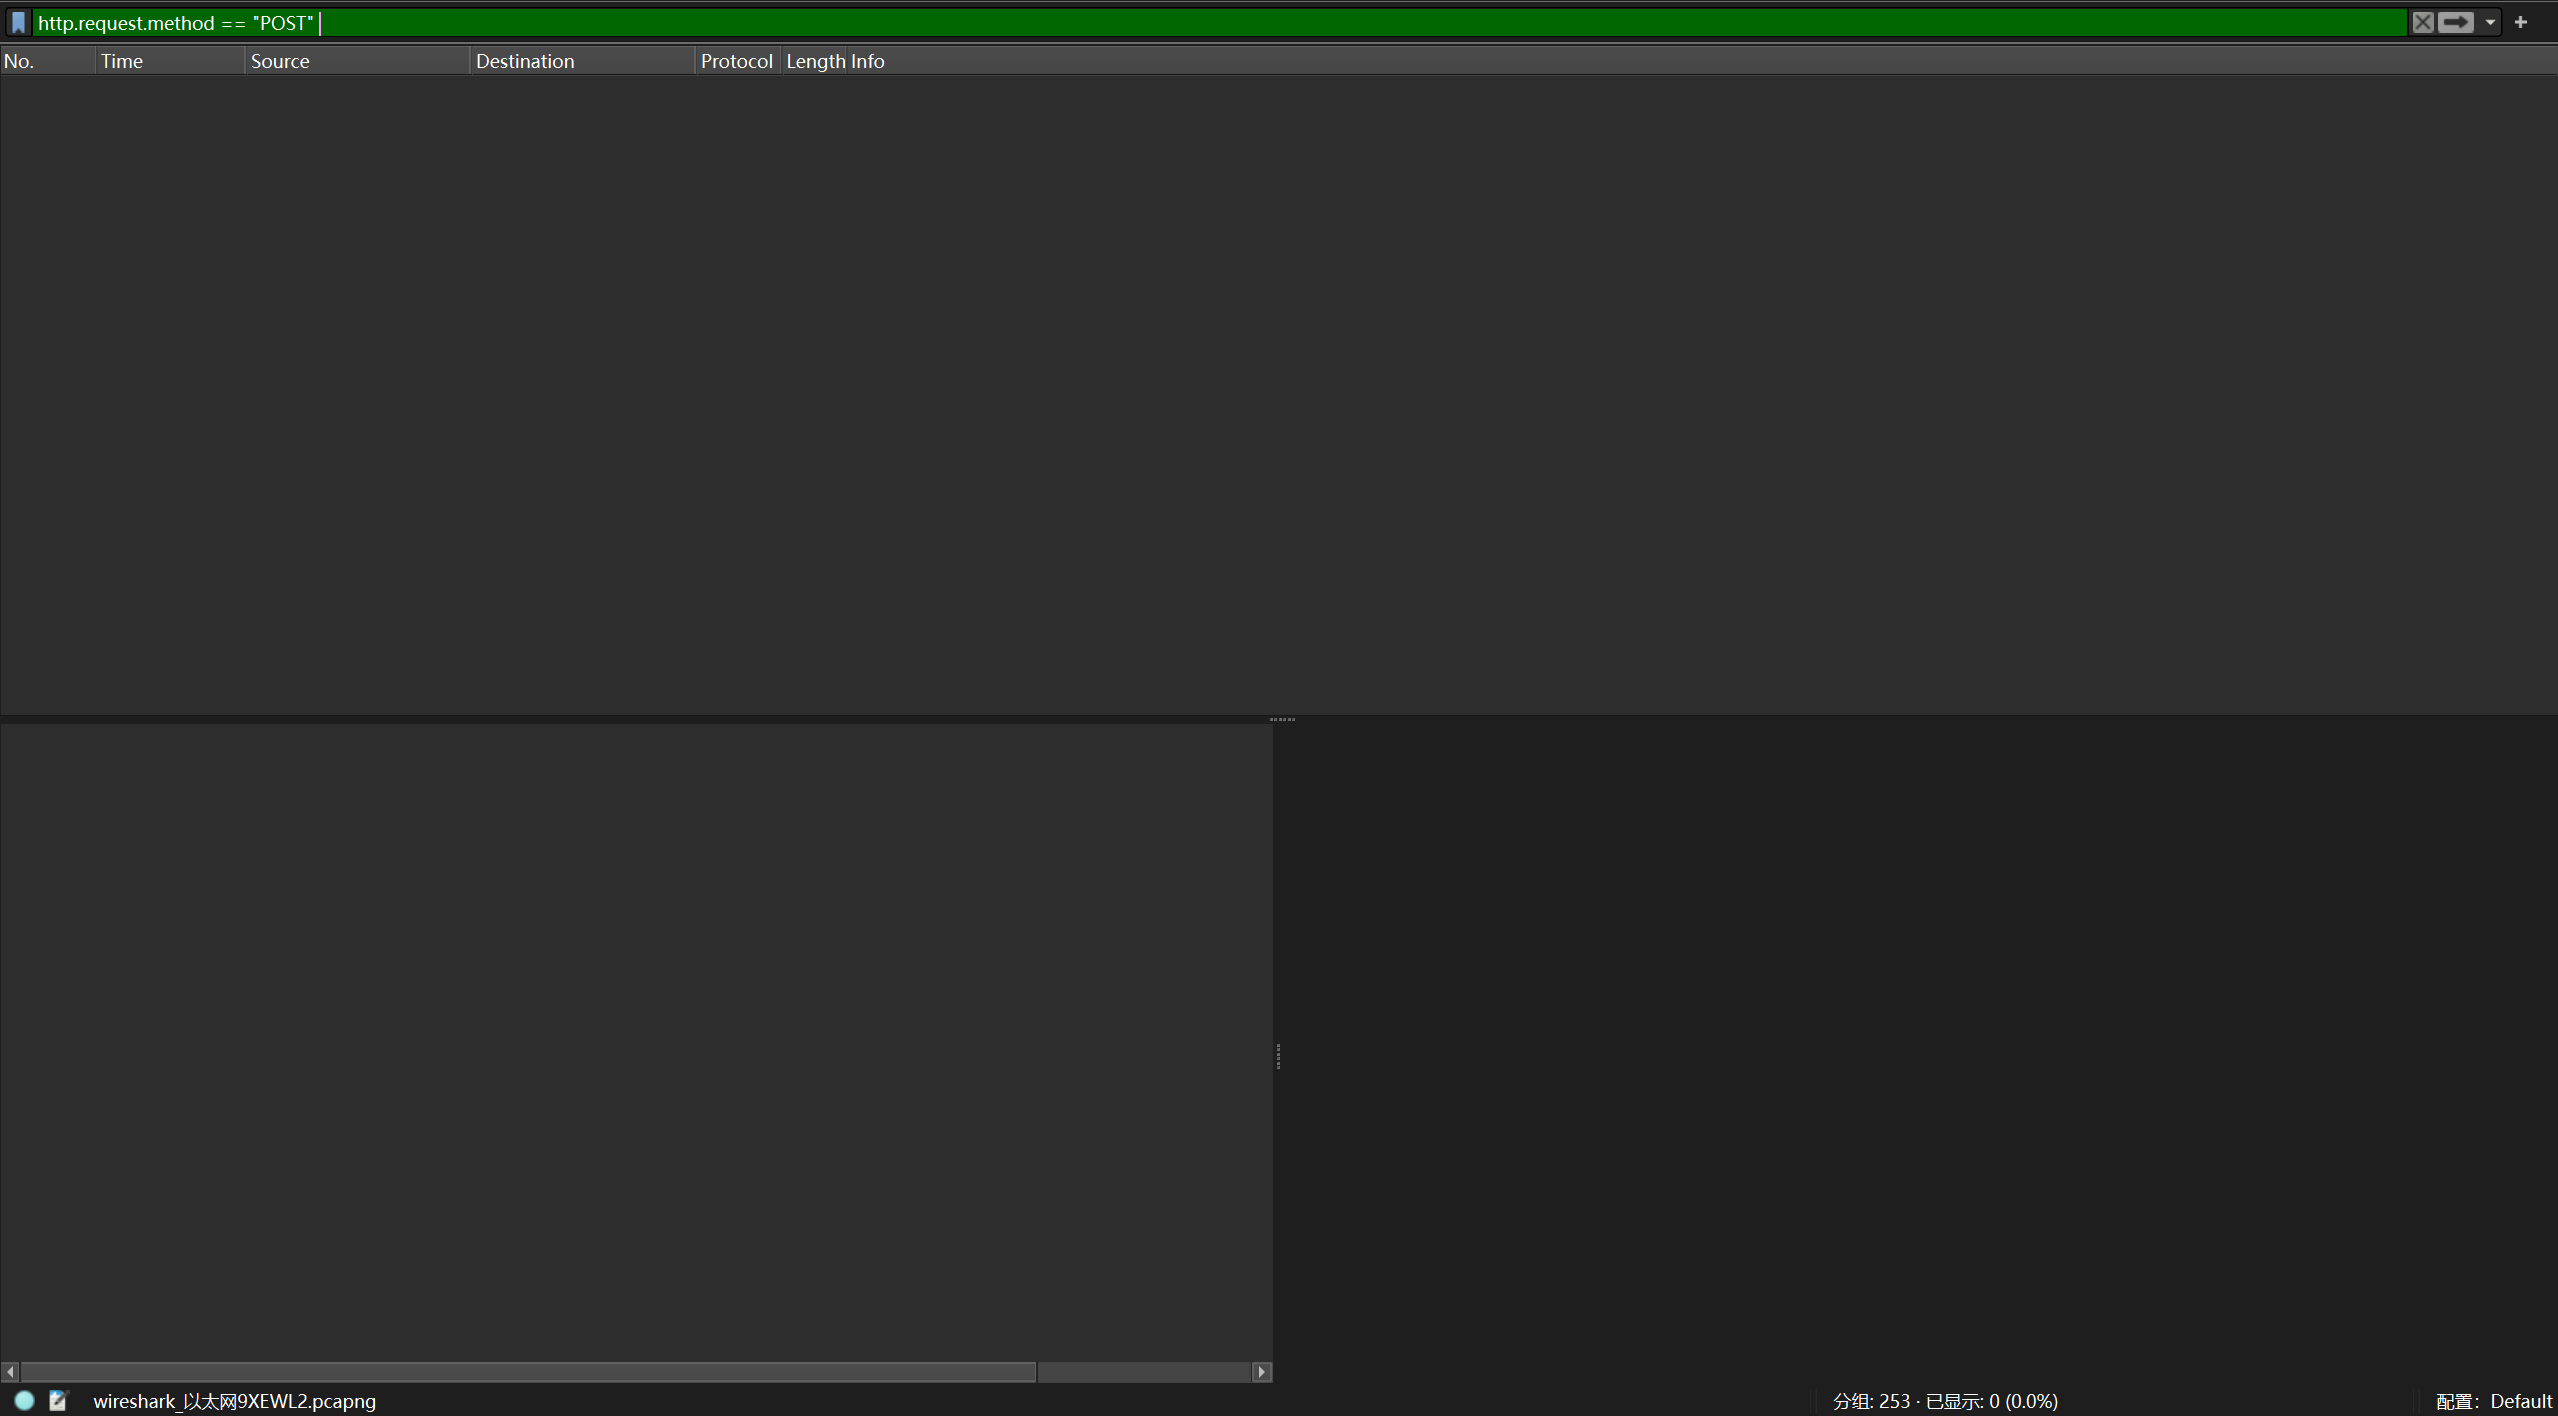 http.request.method == "POST"
No. Time Source Destination Protocol Length Info
wireshark_以太网9XEWL2.pcapng 分组: 253 · 已显示: 0 (0.0%) 配置: Default